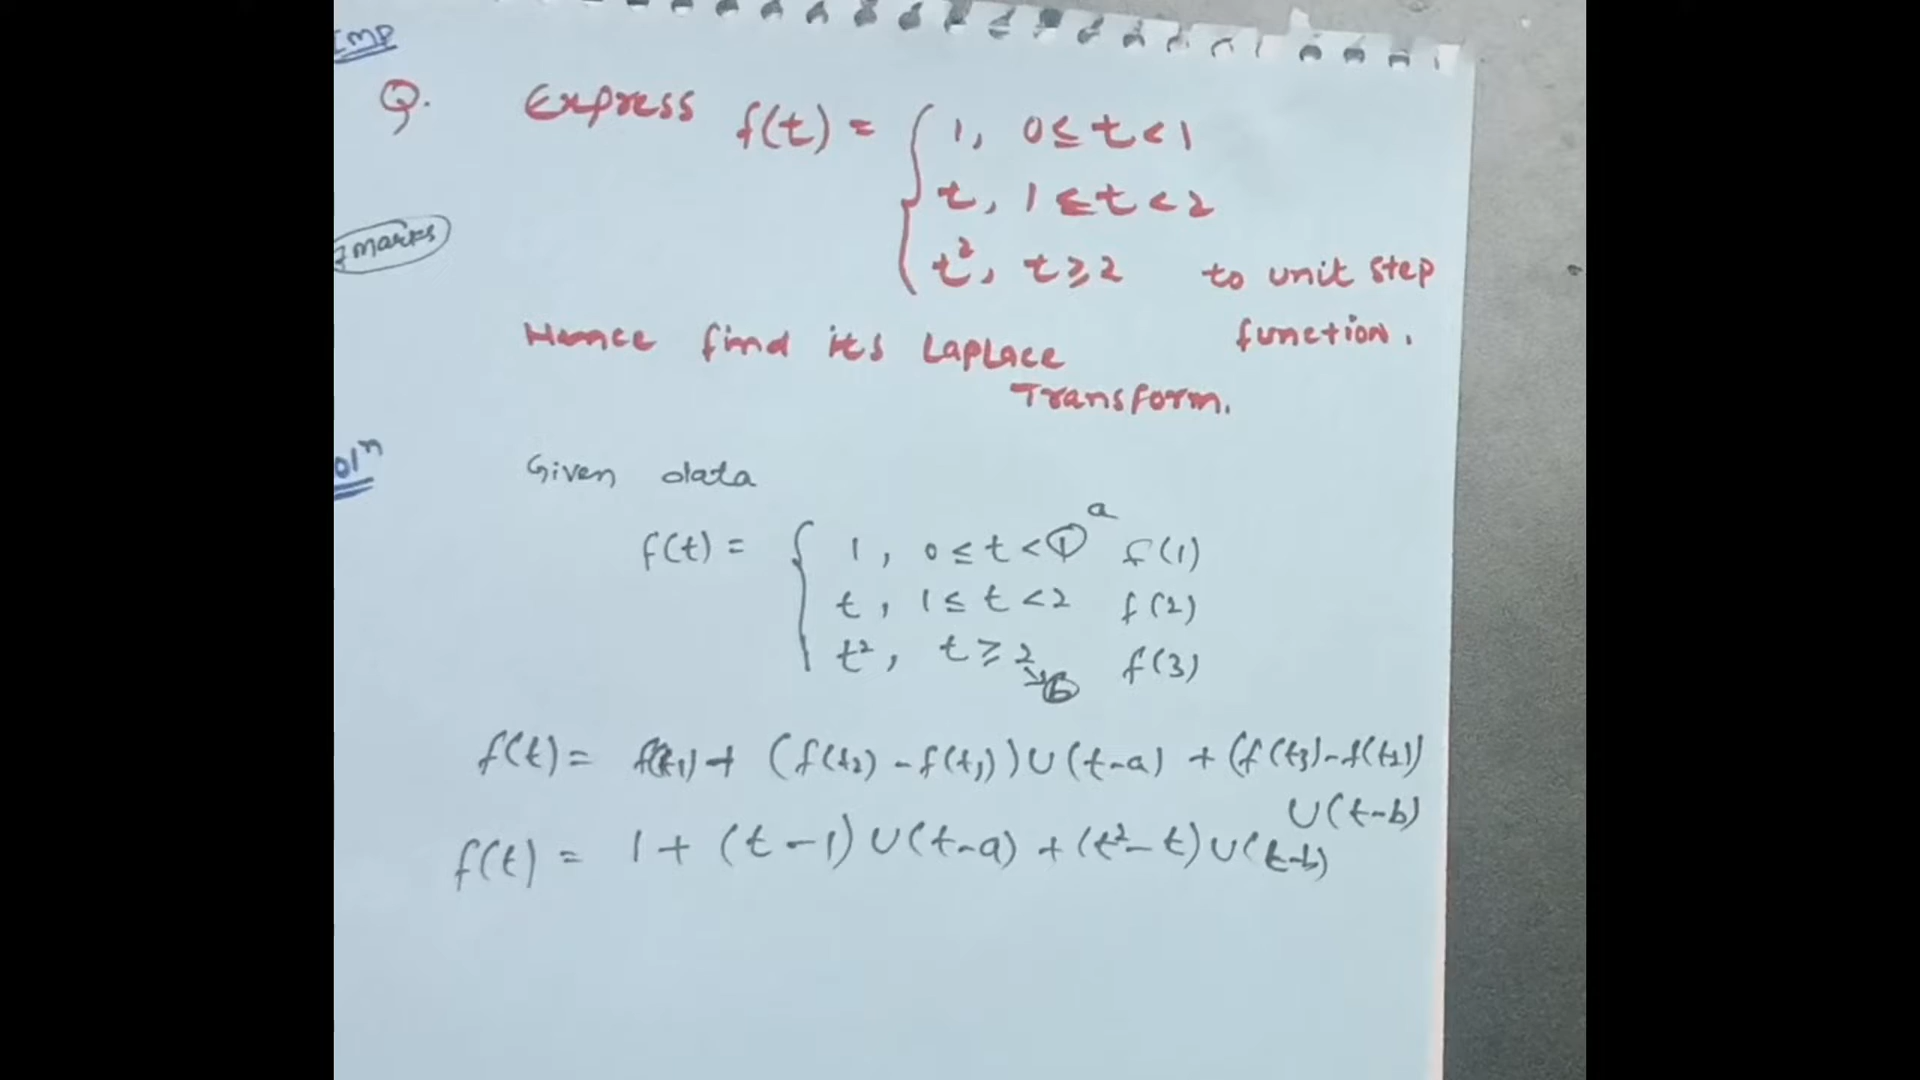 Imp
Q. Express f(t) = { 1, 0 ≤ t < 1
t, 1 ≤ t < 2
t², t ≥ 2 to unit step
function.
Hence find its Laplace
Transform.
7 marks
olⁿ
Given data
f(t) = { 1, 0 ≤ t < 1 a f(1)
t, 1 ≤ t < 2 f(2)
t², t ≥ 2 f(3)
b
f(t) = f(t₁) + (f(t₂) - f(t₁)) U(t-a) + (f(t₃) - f(t₂))
U(t-b)
f(t) = 1 + (t-1) U(t-a) + (t² - t) U(t-b)